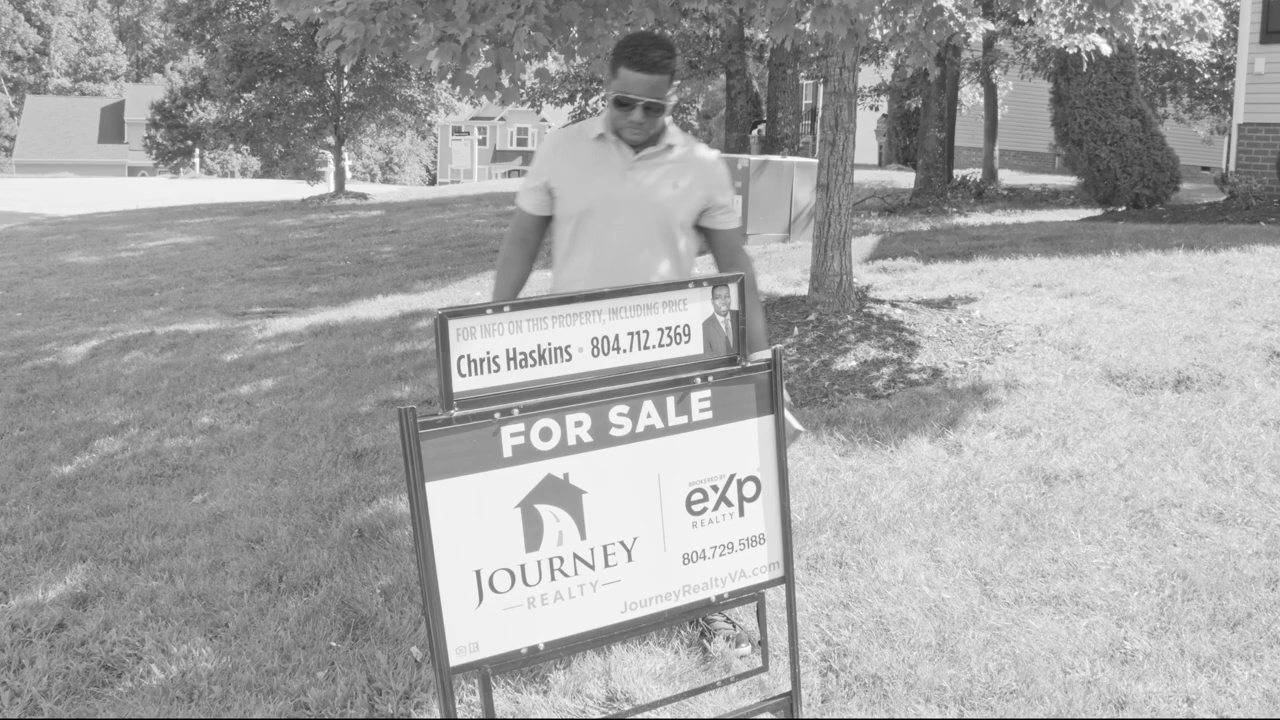 FOR INFO ON THIS PROPERTY, INCLUDING PRICE
Chris Haskins • 804.712.2369
FOR SALE
JOURNEY
REALTY
BROKERED BY
eXp
REALTY
804.729.5188
JourneyRealtyVA.com